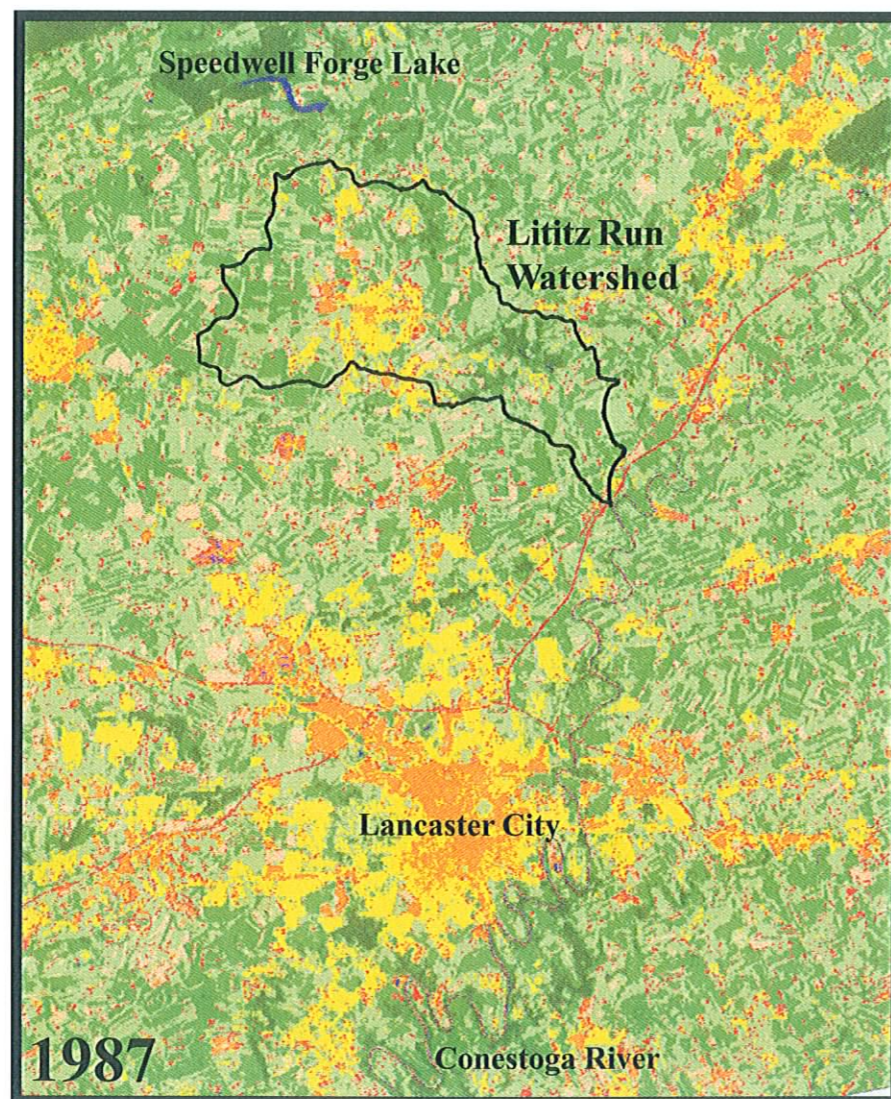 Speedwell Forge Lake
Lititz Run
Watershed
Lancaster City
1987
Conestoga River